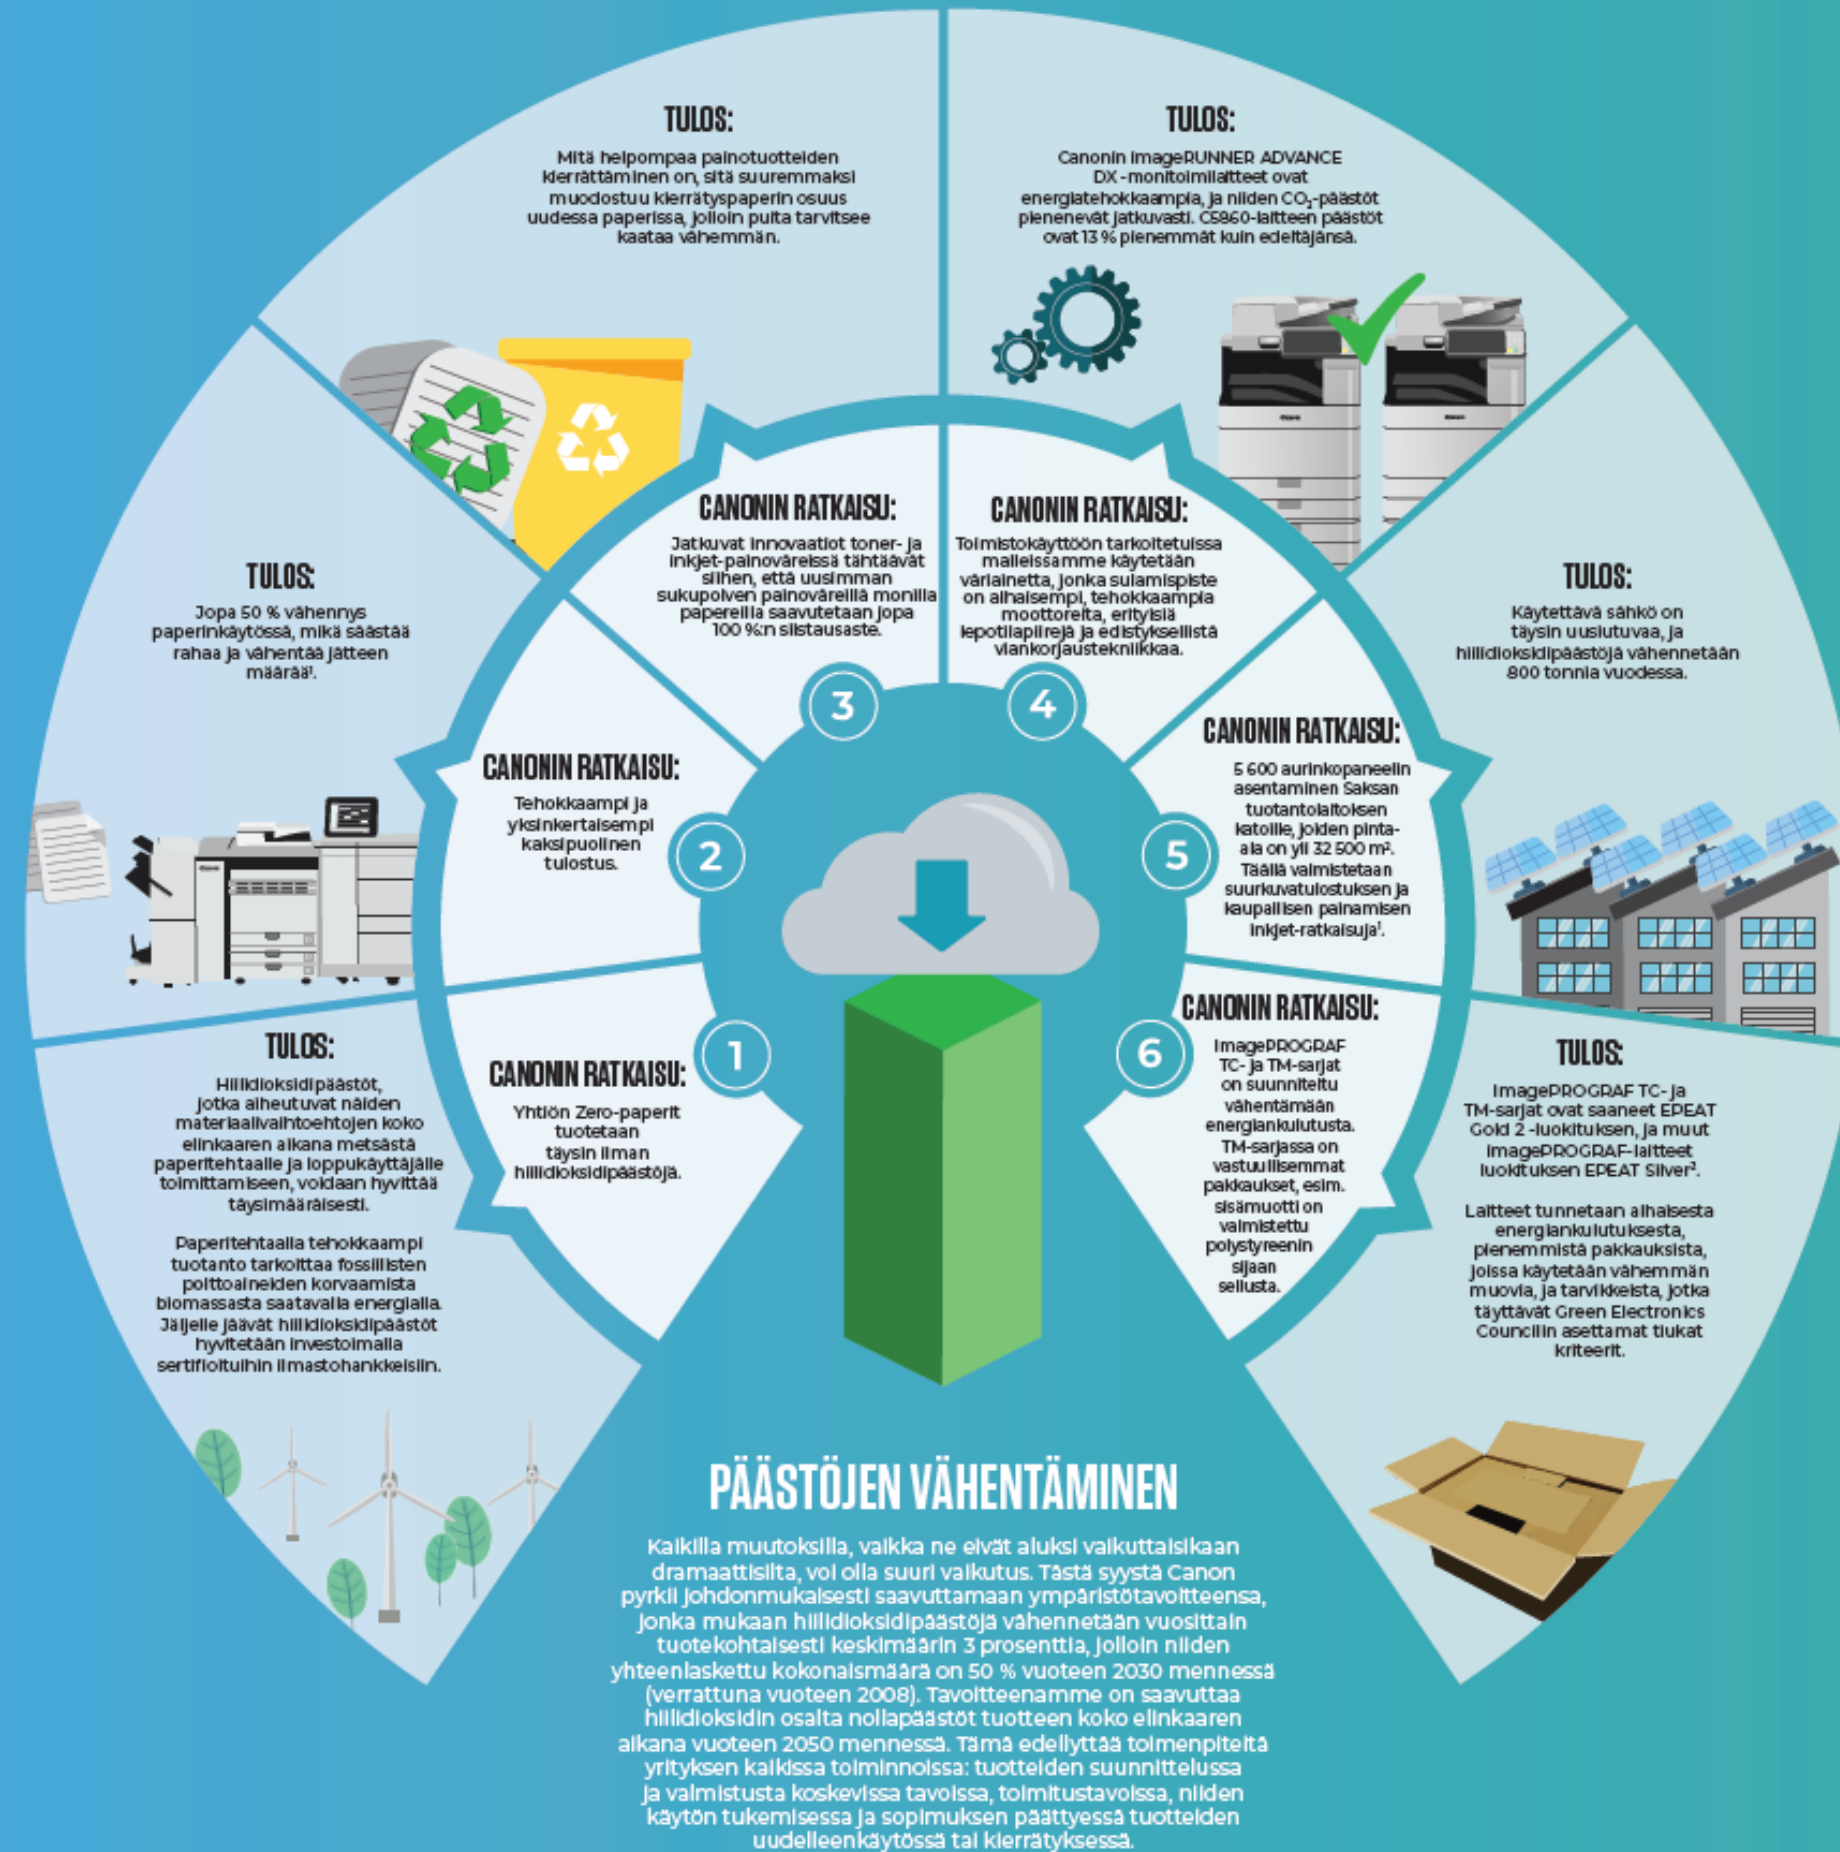 TULOS:
Hiilidioksidipäästöt,
jotka aiheutuvat näiden
materiaalivaihtoehtojen koko
elinkaaren aikana metsästä
paperitehtaalle ja loppukäyttäjälle
toimittamiseen, voidaan hyvittää
täysimääräisesti.
Paperitehtaalla tehokkaampi
tuotanto tarkoittaa fossiilisten
polttoaineiden korvaamista
biomassasta saatavalla energialla.
Jäljelle jäävät hiilidioksidipäästöt
hyvitetään investoimalla
sertifioituihin ilmastohankkeisiin.
CANONIN RATKAISU:
Yhtiön Zero-paperit
tuotetaan
täysin ilman
hiilidioksidipäästöjä.
1
TULOS:
Jopa 50 % vähennys
paperinkäytössä, mikä säästää
rahaa ja vähentää jätteen
määrää¹.
CANONIN RATKAISU:
Tehokkaampi ja
yksinkertaisempi
kaksipuolinen
tulostus.
2
TULOS:
Mitä helpompaa painotuotteiden
kierrättäminen on, sitä suuremmaksi
muodostuu kierrätyspaperin osuus
uudessa paperissa, jolloin puita tarvitsee
kaataa vähemmän.
CANONIN RATKAISU:
Jatkuvat innovaatiot toner- ja
inkjet-painoväreissä tähtäävät
siihen, että uusimman
sukupolven painoväreillä monilla
papereilla saavutetaan jopa
100 %:n siistausaste.
3
TULOS:
Canonin imageRUNNER ADVANCE
DX -monitoimilaitteet ovat
energiatehokkaampia, ja niiden CO₂-päästöt
pienenevät jatkuvasti. C5860-laitteen päästöt
ovat 13 % pienemmät kuin edeltäjänsä.
CANONIN RATKAISU:
Toimistokäyttöön tarkoitetuissa
malleissamme käytetään
väriainetta, jonka sulamispiste
on alhaisempi, tehokkaampia
moottoreita, erityisiä
lepotilapiirejä ja edistyksellistä
viankorjaustekniikkaa.
4
TULOS:
Käytettävä sähkö on
täysin uusiutuvaa, ja
hiilidioksidipäästöjä vähennetään
800 tonnia vuodessa.
CANONIN RATKAISU:
5 600 aurinkopaneelin
asentaminen Saksan
tuotantolaitoksen
katoille, joiden pinta-
ala on yli 32 500 m².
Täällä valmistetaan
suurkuvatulostuksen ja
kaupallisen painamisen
inkjet-ratkaisuja¹.
5
TULOS:
imagePROGRAF TC- ja
TM-sarjat ovat saaneet EPEAT
Gold 2 -luokituksen, ja muut
imagePROGRAF-laitteet
luokituksen EPEAT Silver².
Laitteet tunnetaan alhaisesta
energiankulutuksesta,
pienemmistä pakkauksista,
joissa käytetään vähemmän
muovia, ja tarvikkeista, jotka
täyttävät Green Electronics
Councilin asettamat tiukat
kriteerit.
CANONIN RATKAISU:
imagePROGRAF
TC- ja TM-sarjat
on suunniteltu
vähentämään
energiankulutusta.
TM-sarjassa on
vastuullisemmat
pakkaukset, esim.
sisämuotti on
valmistettu
polystyreenin
sijaan
sellusta.
6
PÄÄSTÖJEN VÄHENTÄMINEN
Kaikilla muutoksilla, vaikka ne eivät aluksi vaikuttaisikaan
dramaattisilta, voi olla suuri vaikutus. Tästä syystä Canon
pyrkii johdonmukaisesti saavuttamaan ympäristötavoitteensa,
jonka mukaan hiilidioksidipäästöjä vähennetään vuosittain
tuotekohtaisesti keskimäärin 3 prosenttia, jolloin niiden
yhteenlaskettu kokonaismäärä on 50 % vuoteen 2030 mennessä
(verrattuna vuoteen 2008). Tavoitteenamme on saavuttaa
hiilidioksidin osalta nollapäästöt tuotteen koko elinkaaren
aikana vuoteen 2050 mennessä. Tämä edellyttää toimenpiteitä
yrityksen kaikissa toiminnoissa: tuotteiden suunnittelussa
ja valmistusta koskevissa tavoissa, toimitustavoissa, niiden
käytön tukemisessa ja sopimuksen päättyessä tuotteiden
uudelleenkäytössä tai kierrätyksessä.